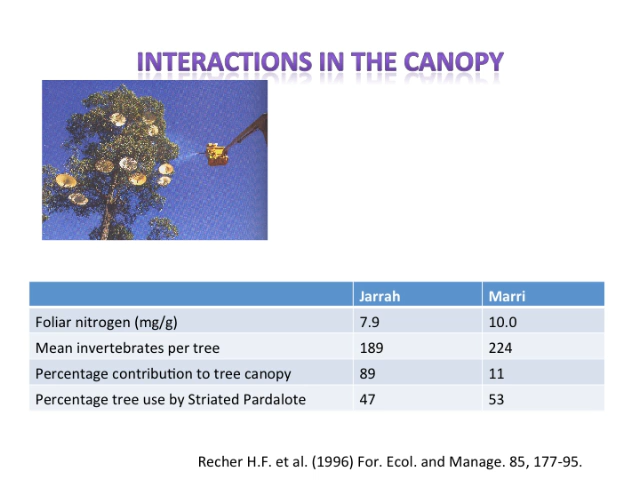 INTERACTIONS IN THE CANOPY
Jarrah Marri
Foliar nitrogen (mg/g) 7.9 10.0
Mean invertebrates per tree 189 224
Percentage contribution to tree canopy 89 11
Percentage tree use by Striated Pardalote 47 53
Recher H.F. et al. (1996) For. Ecol. and Manage. 85, 177-95.